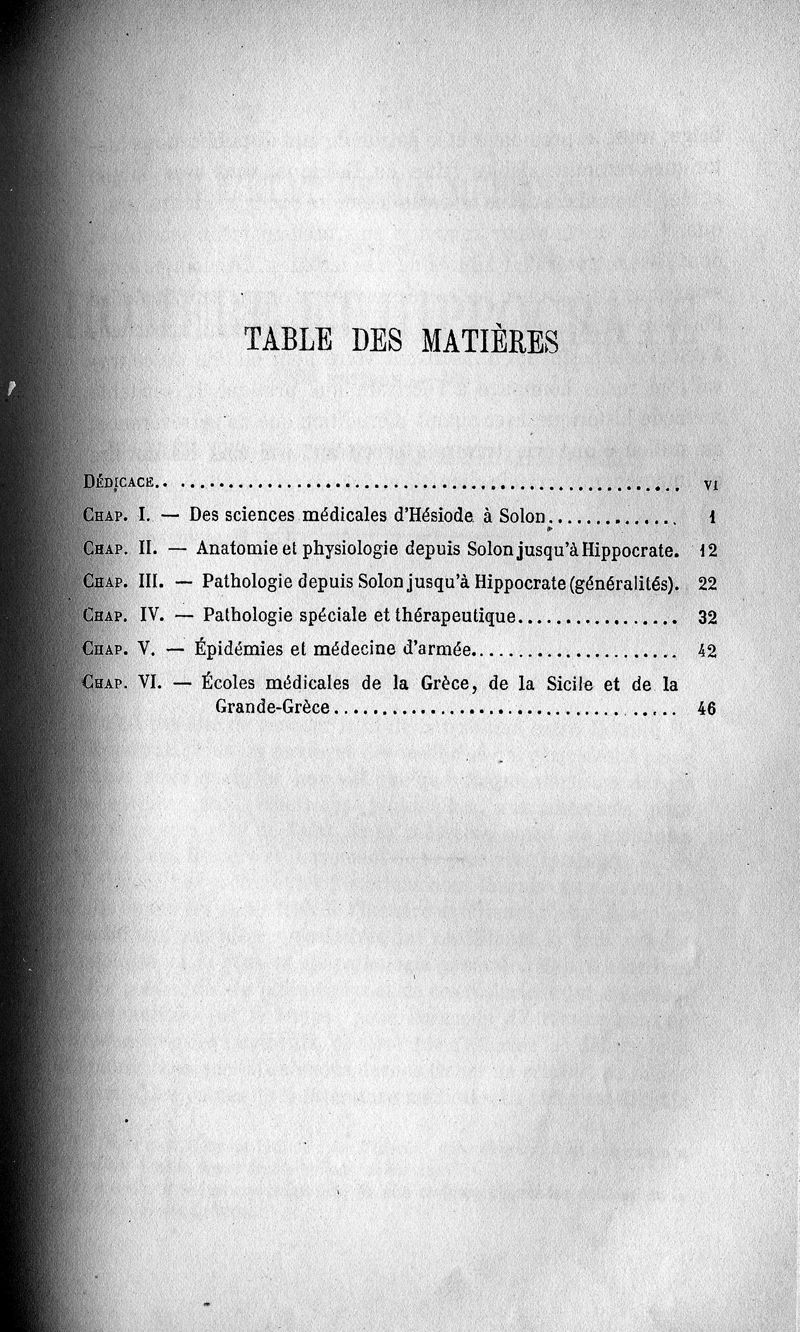 TABLE DES MATIÈRES
DÉDICACE.. ........................................................ VI
CHAP. I. — Des sciences médicales d'Hésiode à Solon.............. 1
CHAP. II. — Anatomie et physiologie depuis Solon jusqu'à Hippocrate. 12
CHAP. III. — Pathologie depuis Solon jusqu'à Hippocrate (généralités). 22
CHAP. IV. — Pathologie spéciale et thérapeutique................. 32
CHAP. V. — Épidémies et médecine d'armée....................... 42
CHAP. VI. — Écoles médicales de la Grèce, de la Sicile et de la
Grande-Grèce..................................... 46